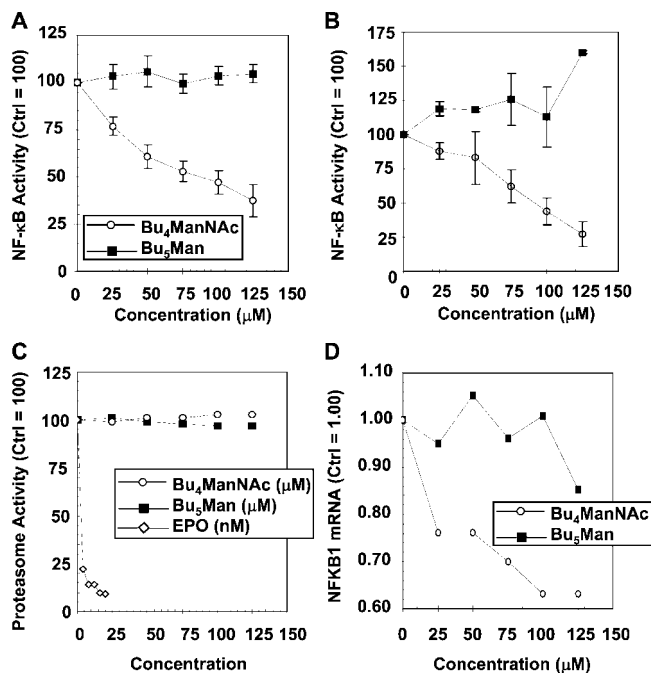 A
NF-κB Activity (Ctrl = 100)
125
100
75
50
25
0
Bu₄ManNAc
Bu₅Man
0 25 50 75 100 125 150
Concentration (μM)
B
NF-κB Activity (Ctrl = 100)
175
150
125
100
75
50
25
0
0 25 50 75 100 125 150
Concentration (μM)
C
Proteasome Activity (Ctrl = 100)
125
100
75
50
25
0
Bu₄ManNAc (μM)
Bu₅Man (μM)
EPO (nM)
0 25 50 75 100 125 150
Concentration
D
NFKB1 mRNA (Ctrl = 1.00)
1.10
1.00
0.90
0.80
0.70
0.60
Bu₄ManNAc
Bu₅Man
0 25 50 75 100 125 150
Concentration (μM)